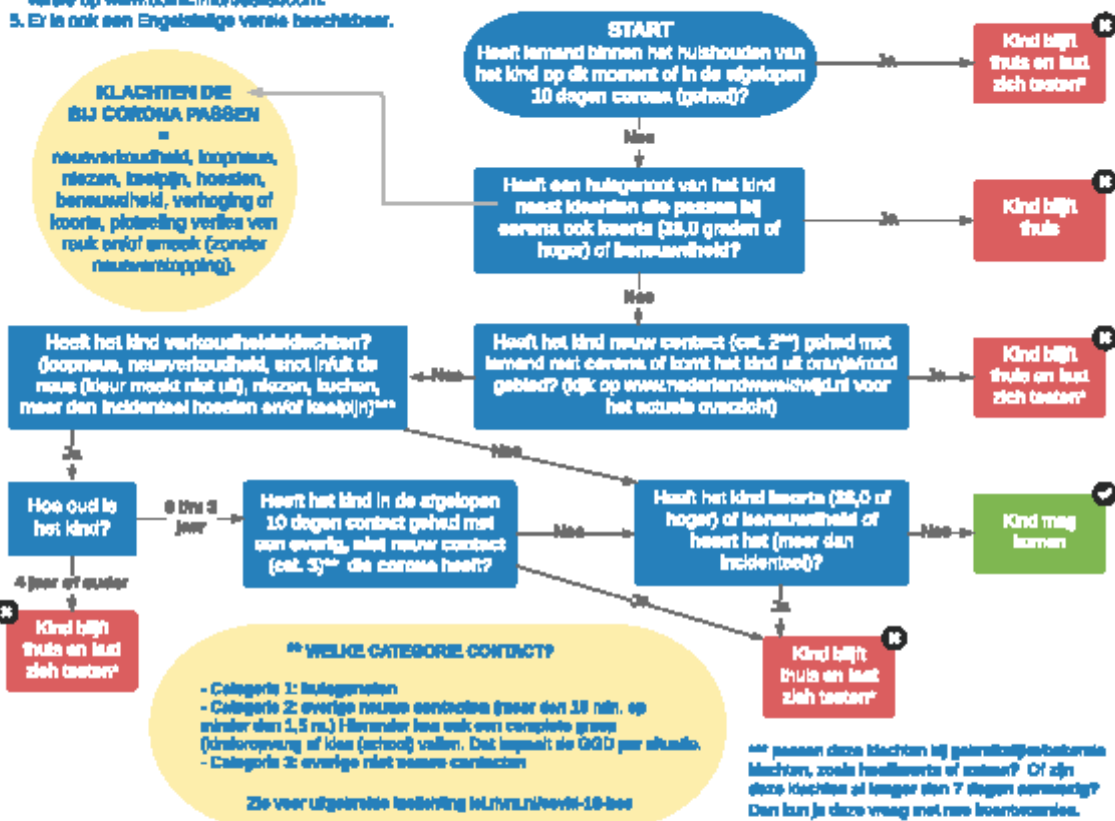 5. Er is ook een Engelstalige versie beschikbaar.
START
Heeft iemand binnen het huishouden van
het kind op dit moment of in de afgelopen
10 dagen corona (gehad)?
Ja
Kind blijft
thuis en laat
zich testen*
KLACHTEN DIE
BIJ CORONA PASSEN
=
neusverkoudheid, loopneus,
niezen, keelpijn, hoesten,
benauwdheid, verhoging of
koorts, plotseling verlies van
reuk en/of smaak (zonder
neusverstopping).
Nee
Heeft een huisgenoot van het kind
naast klachten die passen bij
corona ook koorts (38,0 graden of
hoger) of benauwdheid?
Ja
Kind blijft
thuis
Nee
Heeft het kind verkoudheidsklachten?
(loopneus, neusverkoudheid, snot in/uit de
neus (kleur maakt niet uit), niezen, kuchen,
meer dan incidenteel hoesten en/of keelpijn)***
Nee
Heeft het kind nauw contact (cat. 2**) gehad met
iemand met corona of komt het kind uit oranje/rood
gebied? (kijk op www.nederlandwereldwijd.nl voor
het actuele overzicht)
Ja
Kind blijft
thuis en laat
zich testen*
Ja
Nee
Hoe oud is
het kind?
0 t/m 3
jaar
Heeft het kind in de afgelopen
10 dagen contact gehad met
een overig, niet nauw contact
(cat. 3)** die corona heeft?
Nee
Heeft het kind koorts (38,0 of
hoger) of benauwdheid of
hoest het (meer dan
incidenteel)?
Nee
Kind mag
komen
4 jaar of ouder
Ja
Ja
Kind blijft
thuis en laat
zich testen*
Kind blijft
thuis en laat
zich testen*
** WELKE CATEGORIE CONTACT?
- Categorie 1: huisgenoten
- Categorie 2: overige nauwe contacten (meer dan 15 min. op
minder dan 1,5 m.) Hieronder kan ook een complete groep
(kinderopvang of klas (school) vallen. Dat bepaalt de GGD per situatie.
- Categorie 3: overige niet nauwe contacten
Zie voor uitgebreide toelichting lci.rivm.nl/covid-19-bco
*** passen deze klachten bij gebruikelijke/bekende
klachten, zoals hooikoorts of astma? Of zijn
deze klachten al langer dan 7 dagen aanwezig?
Dan kun je deze vraag met nee beantwoorden.